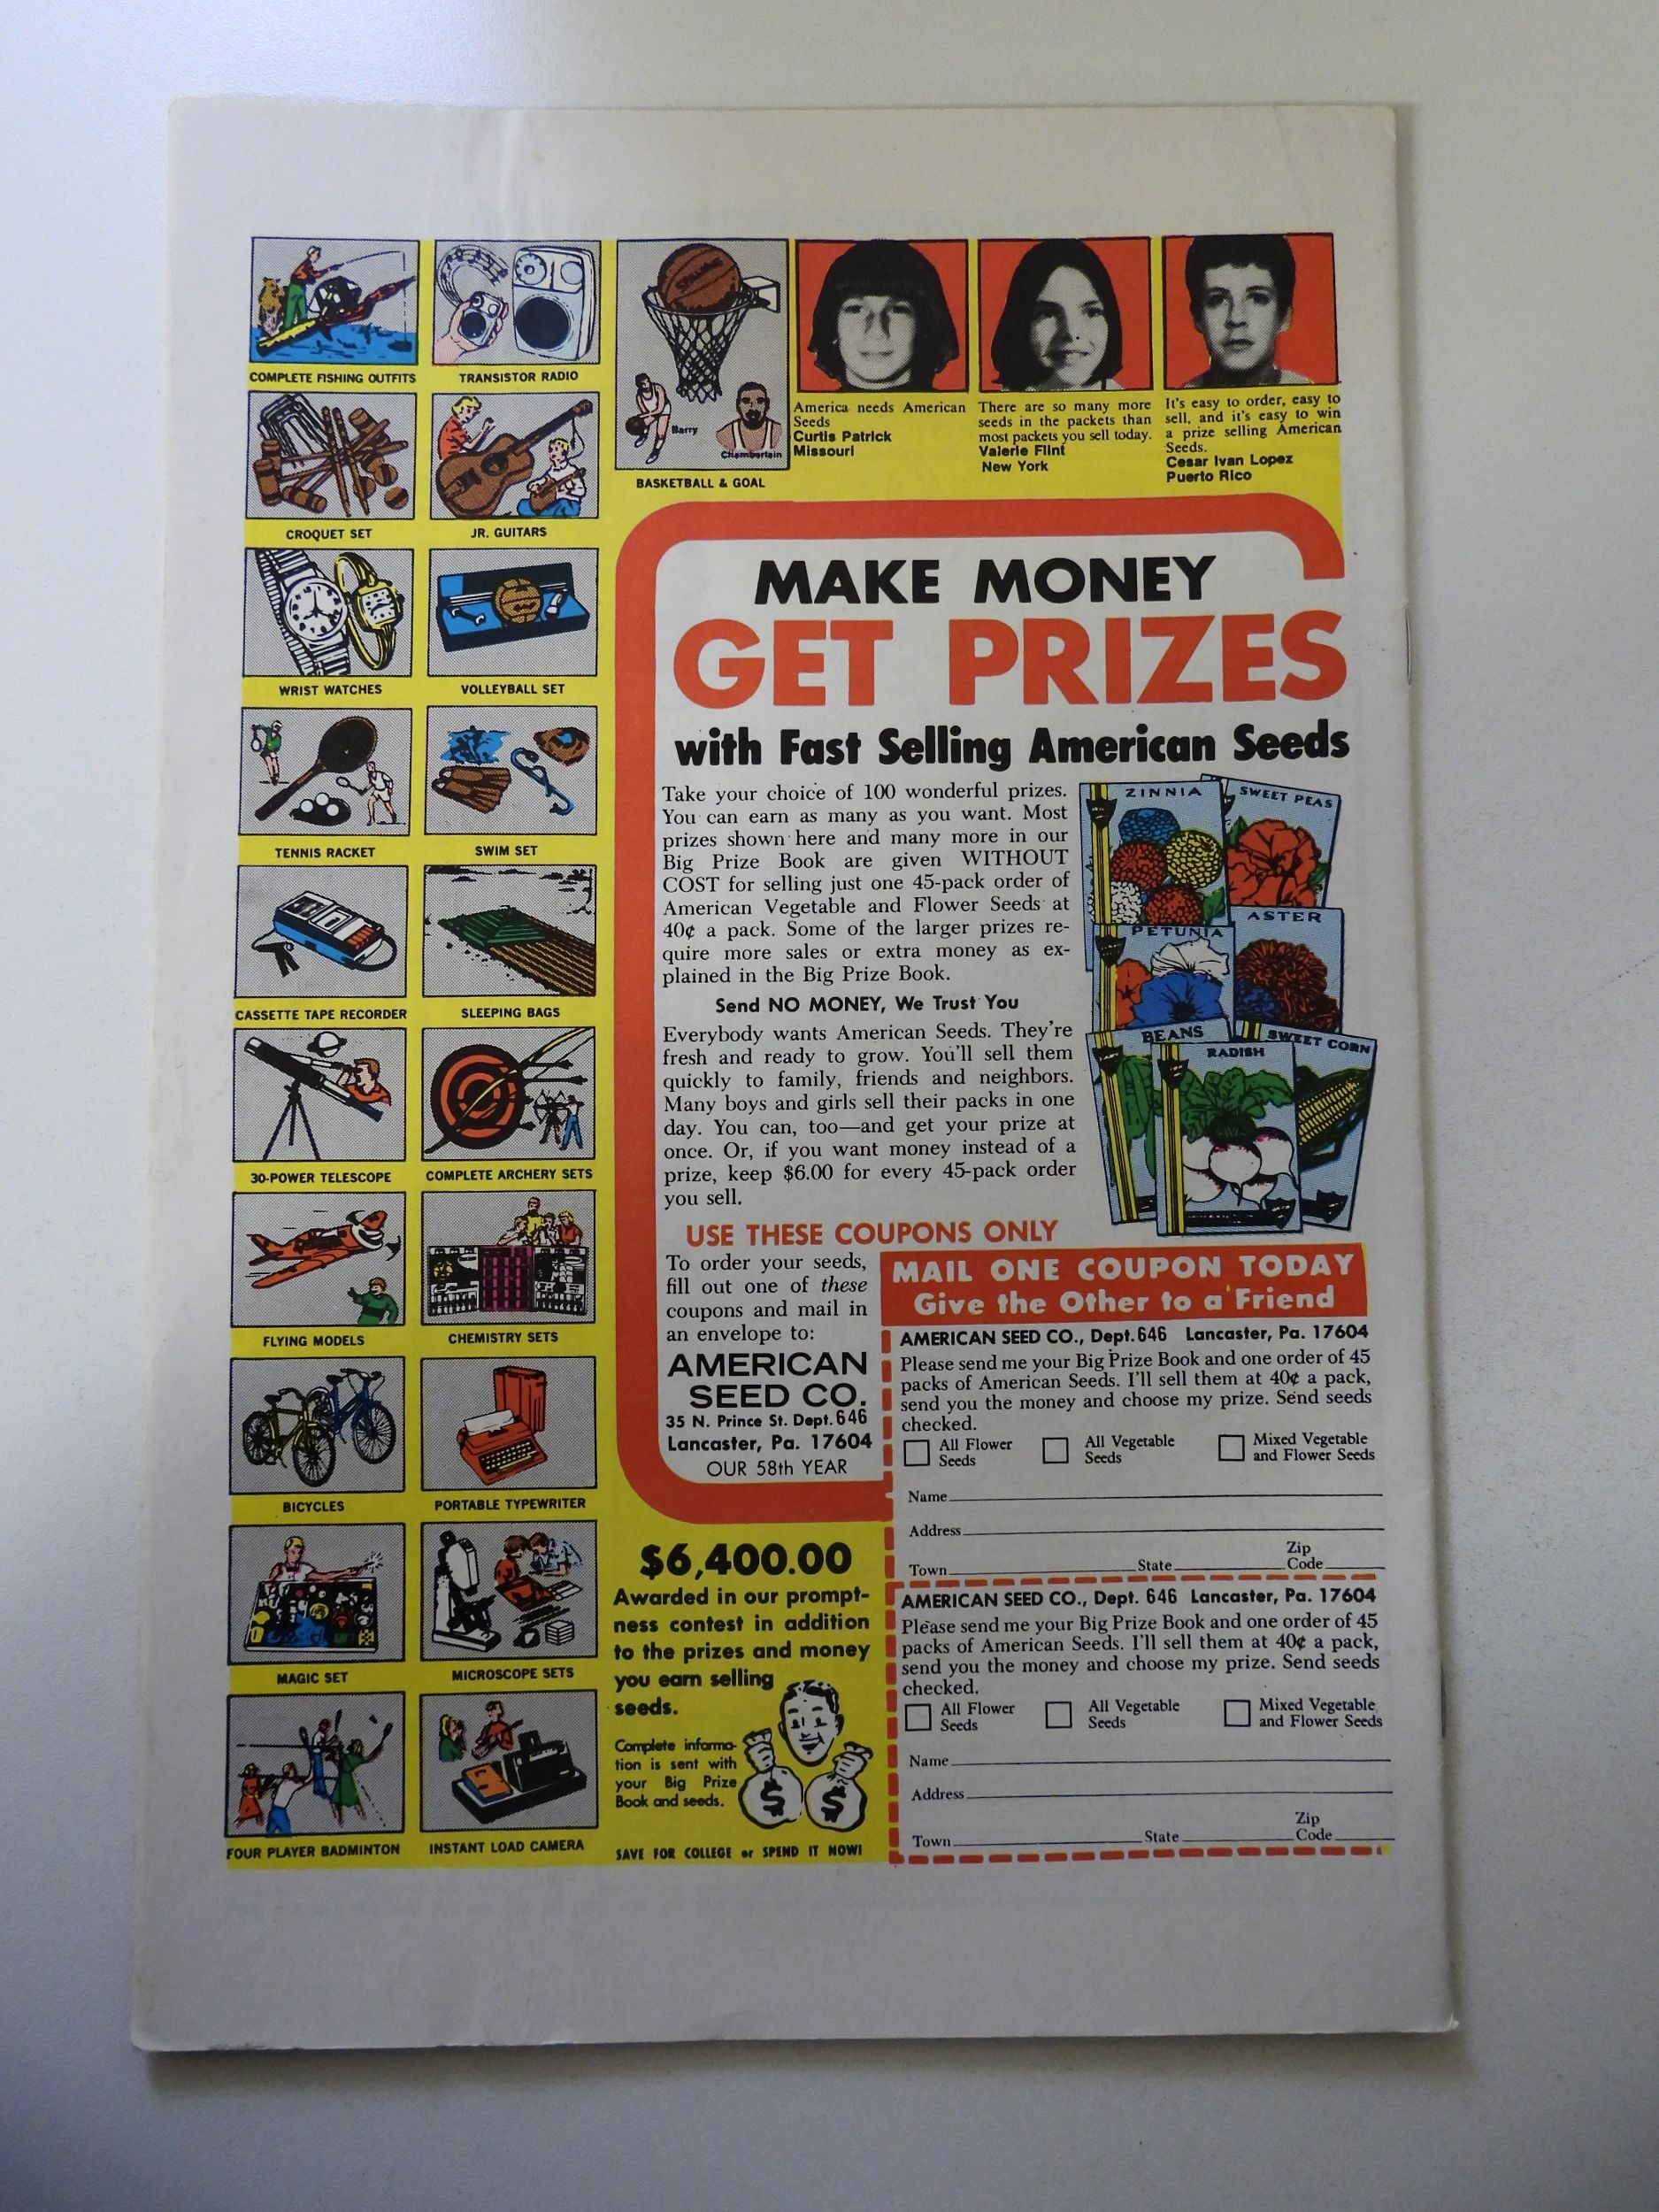 COMPLETE FISHING OUTFITS
TRANSISTOR RADIO
CROQUET SET
JR. GUITARS
WRIST WATCHES
VOLLEYBALL SET
TENNIS RACKET
SWIM SET
CASSETTE TAPE RECORDER
SLEEPING BAGS
30-POWER TELESCOPE
COMPLETE ARCHERY SETS
FLYING MODELS
CHEMISTRY SETS
BICYCLES
PORTABLE TYPEWRITER
MAGIC SET
MICROSCOPE SETS
FOUR PLAYER BADMINTON
INSTANT LOAD CAMERA
SPALDING
Barry
Chamberlain
BASKETBALL & GOAL
America needs American
Seeds
Curtis Patrick
Missouri
There are so many more
seeds in the packets than
most packets you sell today.
Valerie Flint
New York
It's easy to order, easy to
sell, and it's easy to win
a prize selling American
Seeds.
Cesar Ivan Lopez
Puerto Rico
MAKE MONEY
GET PRIZES
with Fast Selling American Seeds
Take your choice of 100 wonderful prizes.
You can earn as many as you want. Most
prizes shown here and many more in our
Big Prize Book are given WITHOUT
COST for selling just one 45-pack order of
American Vegetable and Flower Seeds at
40¢ a pack. Some of the larger prizes re-
quire more sales or extra money as ex-
plained in the Big Prize Book.
Send NO MONEY, We Trust You
Everybody wants American Seeds. They're
fresh and ready to grow. You'll sell them
quickly to family, friends and neighbors.
Many boys and girls sell their packs in one
day. You can, too—and get your prize at
once. Or, if you want money instead of a
prize, keep $6.00 for every 45-pack order
you sell.
ZINNIA
SWEET PEAS
PETUNIA
ASTER
BEANS
RADISH
SWEET CORN
USE THESE COUPONS ONLY
To order your seeds,
fill out one of these
coupons and mail in
an envelope to:
AMERICAN
SEED CO.
35 N. Prince St. Dept. 646
Lancaster, Pa. 17604
OUR 58th YEAR
MAIL ONE COUPON TODAY
Give the Other to a Friend
AMERICAN SEED CO., Dept. 646 Lancaster, Pa. 17604
Please send me your Big Prize Book and one order of 45
packs of American Seeds. I'll sell them at 40¢ a pack,
send you the money and choose my prize. Send seeds
checked.
All Flower
Seeds
All Vegetable
Seeds
Mixed Vegetable
and Flower Seeds
Name
Address
Town State Zip
Code
AMERICAN SEED CO., Dept. 646 Lancaster, Pa. 17604
Please send me your Big Prize Book and one order of 45
packs of American Seeds. I'll sell them at 40¢ a pack,
send you the money and choose my prize. Send seeds
checked.
All Flower
Seeds
All Vegetable
Seeds
Mixed Vegetable
and Flower Seeds
Name
Address
Town State Zip
Code
$6,400.00
Awarded in our prompt-
ness contest in addition
to the prizes and money
you earn selling
seeds.
Complete informa-
tion is sent with
your Big Prize
Book and seeds.
$ $
SAVE FOR COLLEGE or SPEND IT NOW!